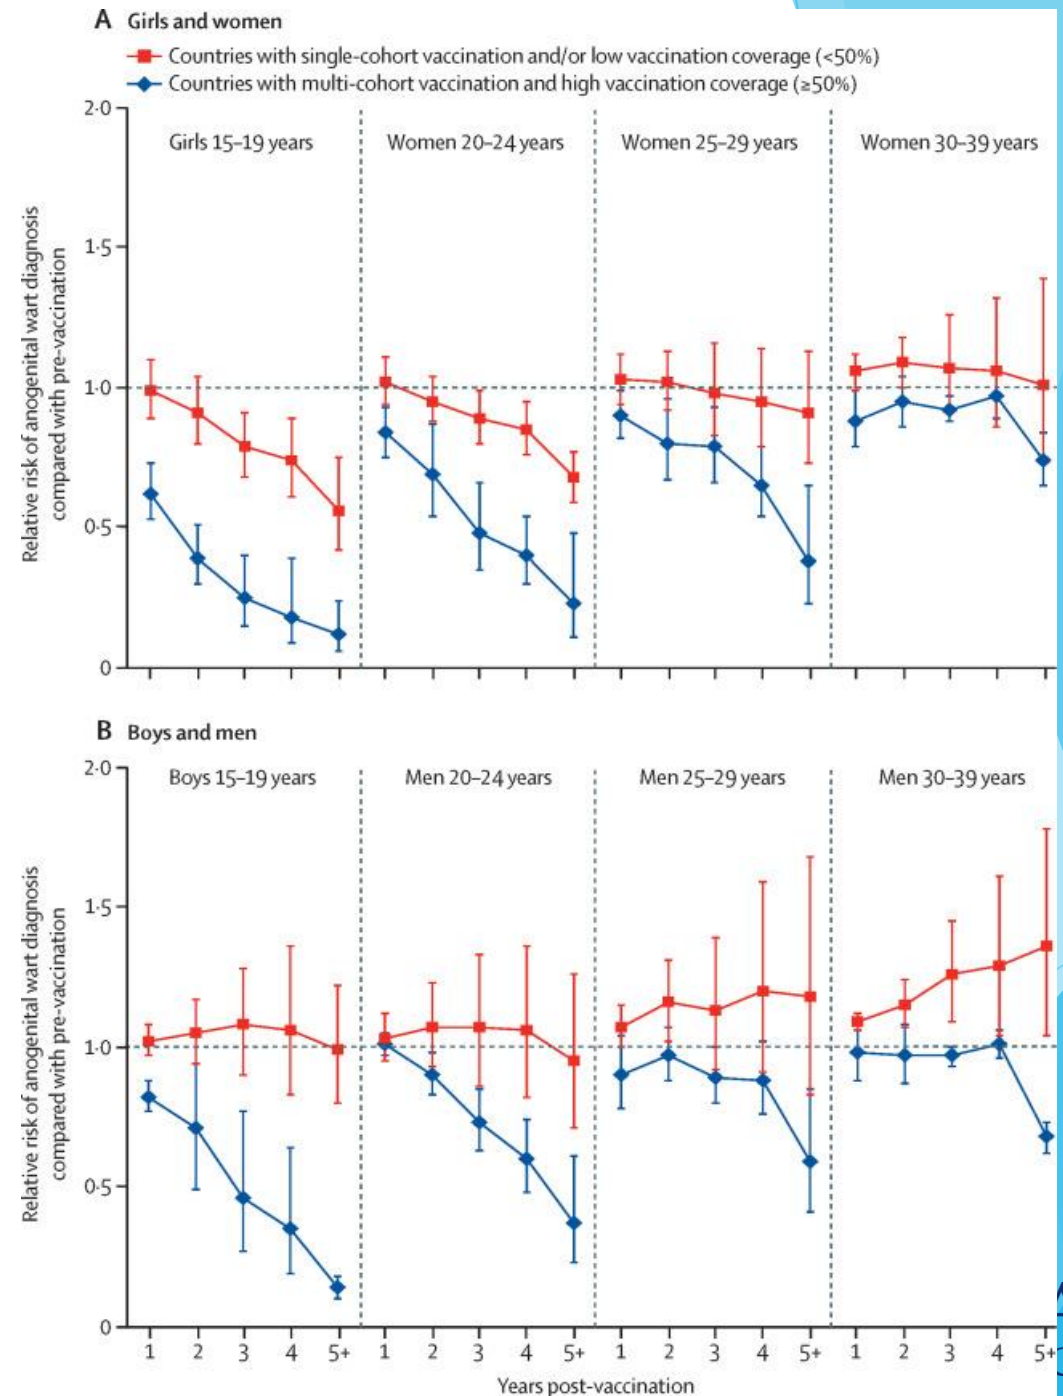 A Girls and women
Countries with single-cohort vaccination and/or low vaccination coverage (<50%)
Countries with multi-cohort vaccination and high vaccination coverage (≥50%)
Relative risk of anogenital wart diagnosis
compared with pre-vaccination
2·0
1·5
1·0
0·5
0
Girls 15–19 years
Women 20–24 years
Women 25–29 years
Women 30–39 years
B Boys and men
Relative risk of anogenital wart diagnosis
compared with pre-vaccination
2·0
1·5
1·0
0·5
0
Boys 15–19 years
Men 20–24 years
Men 25–29 years
Men 30–39 years
1 2 3 4 5+ 1 2 3 4 5+ 1 2 3 4 5+ 1 2 3 4 5+
Years post-vaccination